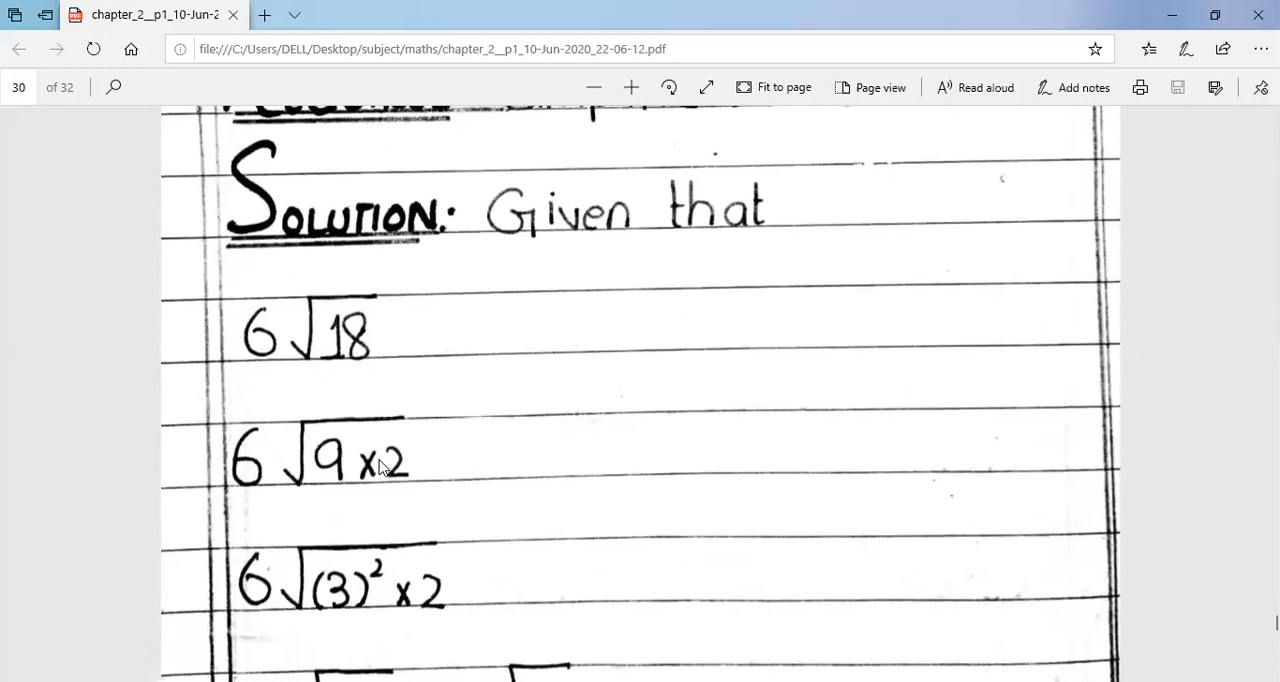 chapter_2__p1_10-Jun-2
file:///C:/Users/DELL/Desktop/subject/maths/chapter_2__p1_10-Jun-2020_22-06-12.pdf
30 of 32 Fit to page Page view Read aloud Add notes
SOLUTION: Given that
6√18
6√9×2
6√(3)²×2